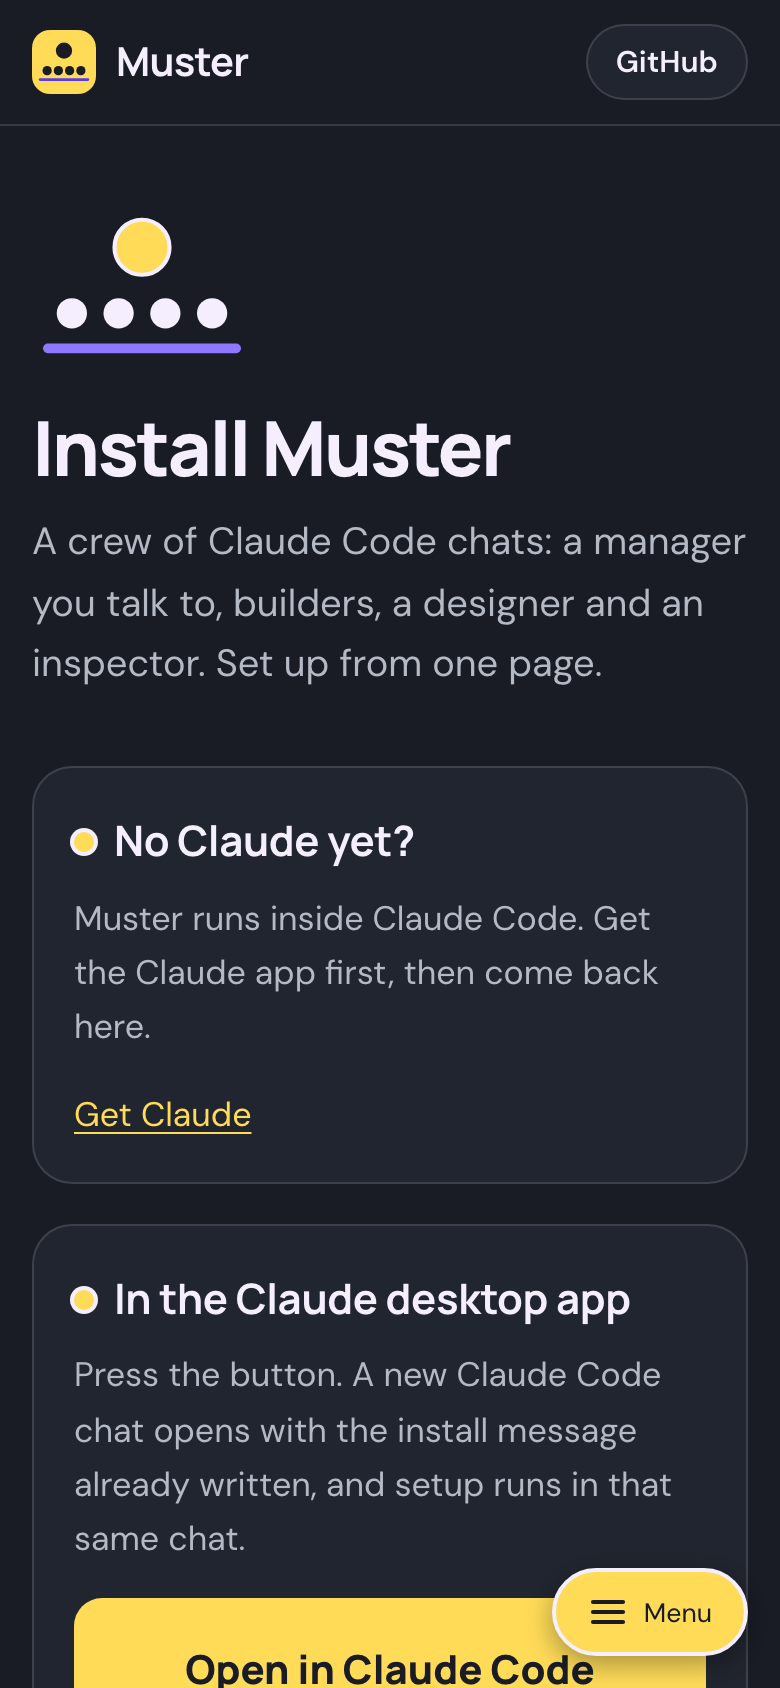 Muster
GitHub
Install Muster
A crew of Claude Code chats: a manager
you talk to, builders, a designer and an
inspector. Set up from one page.
No Claude yet?
Muster runs inside Claude Code. Get
the Claude app first, then come back
here.
Get Claude
In the Claude desktop app
Press the button. A new Claude Code
chat opens with the install message
already written, and setup runs in that
same chat.
Menu
Open in Claude Code